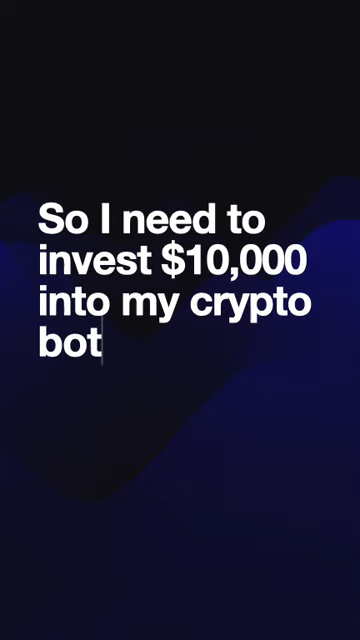 So I need to
invest $10,000
into my crypto
bot